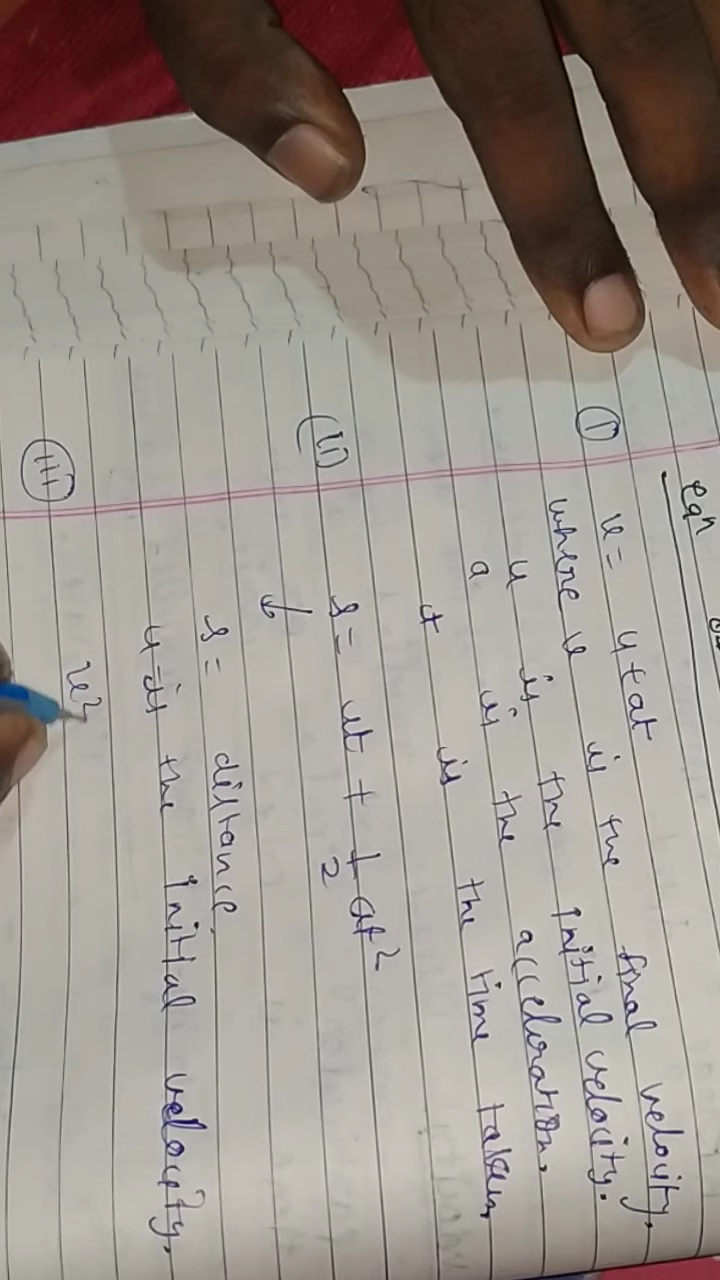 eqn
① v = u + at
where v is the final velocity,
u is the initial velocity.
a is the acceleration.
t is the time taken,
(ii) s = ut + 1/2 at²
↓
s = distance,
u = is the initial velocity,
(iii) v²